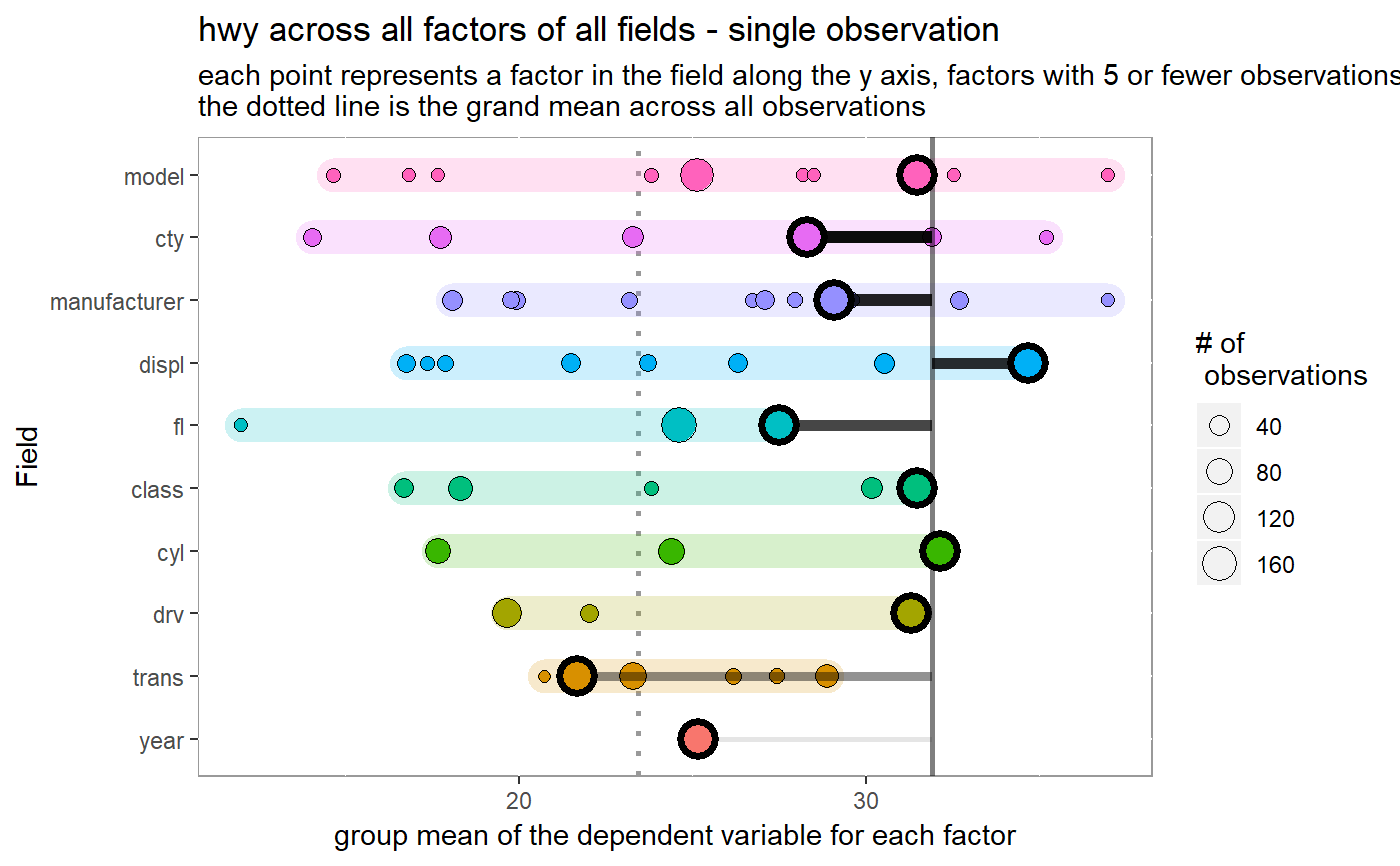 hwy across all factors of all fields - single observation
each point represents a factor in the field along the y axis, factors with 5 or fewer observations
the dotted line is the grand mean across all observations
model
cty
manufacturer
displ
fl
class
cyl
drv
trans
year
Field
20
30
group mean of the dependent variable for each factor
# of
observations
40
80
120
160